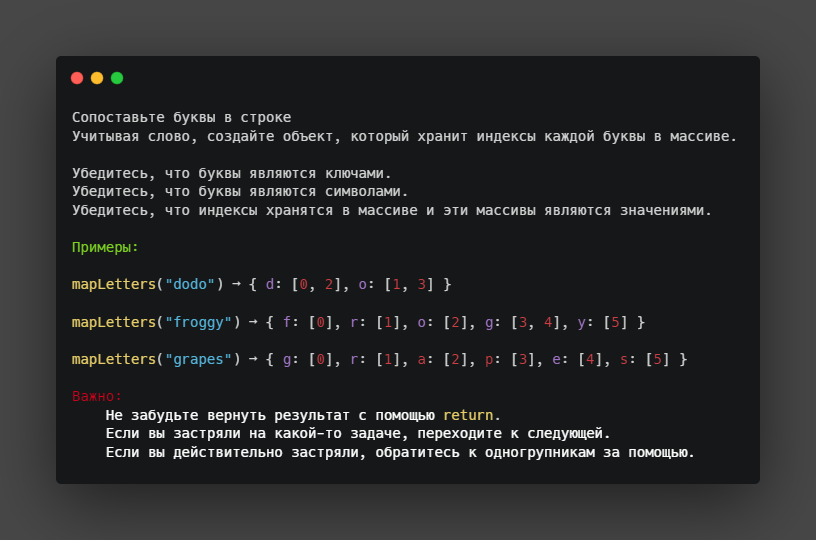 Сопоставьте буквы в строке
Учитывая слово, создайте объект, который хранит индексы каждой буквы в массиве.
Убедитесь, что буквы являются ключами.
Убедитесь, что буквы являются символами.
Убедитесь, что индексы хранятся в массиве и эти массивы являются значениями.
Примеры:
mapLetters("dodo") → { d: [0, 2], o: [1, 3] }
mapLetters("froggy") → { f: [0], r: [1], o: [2], g: [3, 4], y: [5] }
mapLetters("grapes") → { g: [0], r: [1], a: [2], p: [3], e: [4], s: [5] }
Важно:
Не забудьте вернуть результат с помощью return.
Если вы застряли на какой-то задаче, переходите к следующей.
Если вы действительно застряли, обратитесь к одногрупникам за помощью.